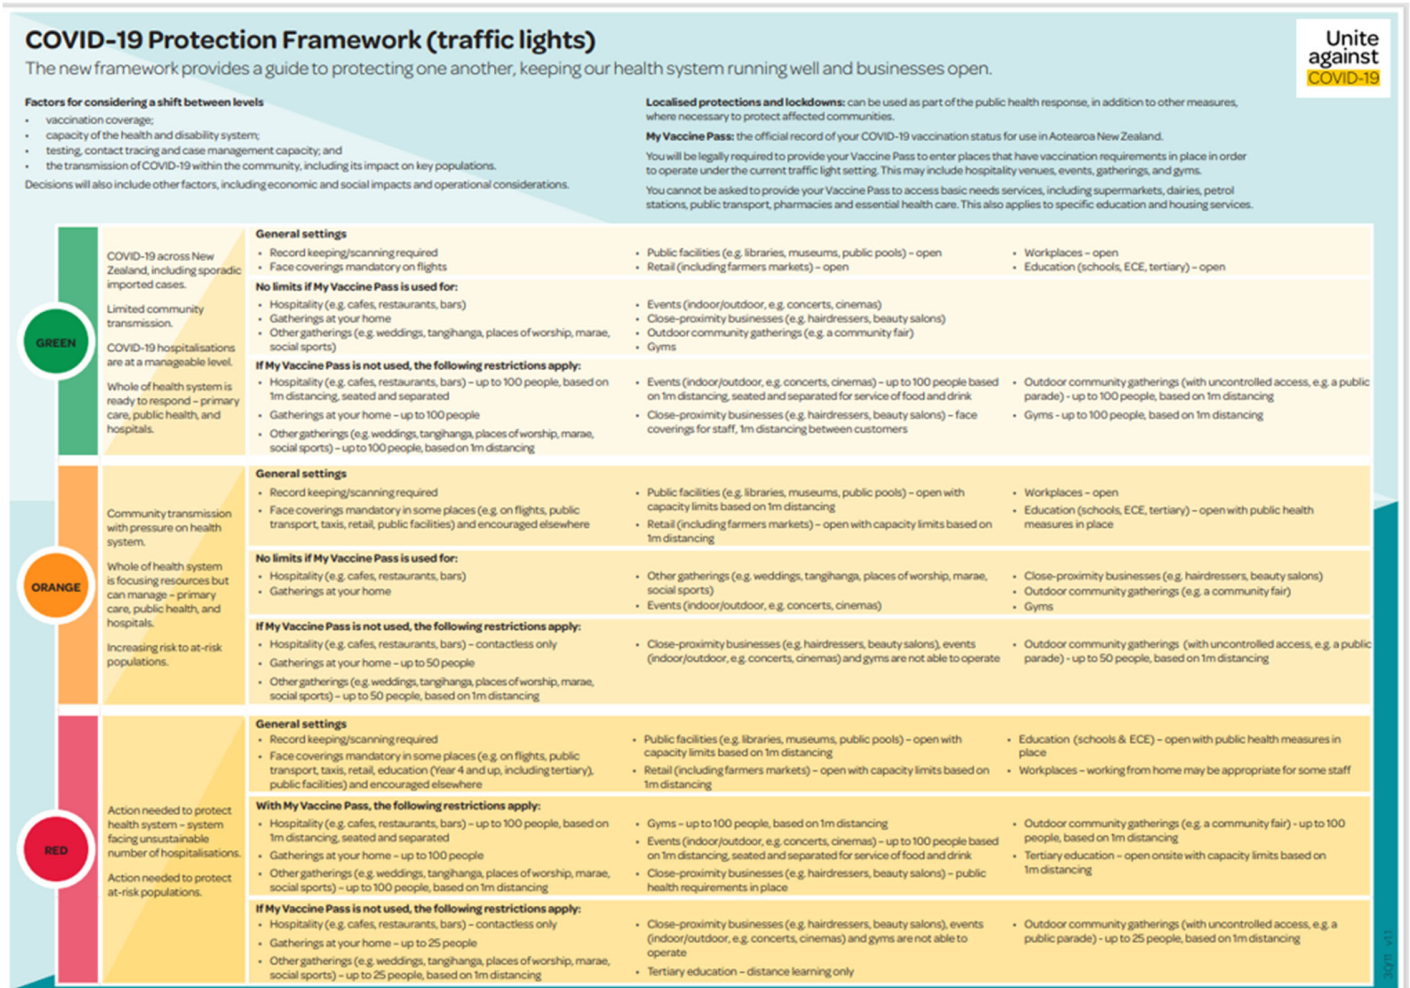 COVID-19 Protection Framework (traffic lights)
The new framework provides a guide to protecting one another, keeping our health system running well and businesses open.
Unite
against
COVID-19
Factors for considering a shift between levels
• vaccination coverage;
• capacity of the health and disability system;
• testing, contact tracing and case management capacity; and
• the transmission of COVID-19 within the community, including its impact on key populations.
Decisions will also include other factors, including economic and social impacts and operational considerations.
Localised protections and lockdowns: can be used as part of the public health response, in addition to other measures,
where necessary to protect affected communities.
My Vaccine Pass: the official record of your COVID-19 vaccination status for use in Aotearoa New Zealand.
You will be legally required to provide your Vaccine Pass to enter places that have vaccination requirements in place in order
to operate under the current traffic light setting. This may include hospitality venues, events, gatherings, and gyms.
You cannot be asked to provide your Vaccine Pass to access basic needs services, including supermarkets, dairies, petrol
stations, public transport, pharmacies and essential health care. This also applies to specific education and housing services.
GREEN
COVID-19 across New
Zealand, including sporadic
imported cases.
Limited community
transmission.
COVID-19 hospitalisations
are at a manageable level.
Whole of health system is
ready to respond – primary
care, public health, and
hospitals.
General settings
• Record keeping/scanning required
• Face coverings mandatory on flights
• Public facilities (e.g. libraries, museums, public pools) – open
• Retail (including farmers markets) – open
• Workplaces – open
• Education (schools, ECE, tertiary) – open
No limits if My Vaccine Pass is used for:
• Hospitality (e.g. cafes, restaurants, bars)
• Gatherings at your home
• Other gatherings (e.g. weddings, tangihanga, places of worship, marae,
social sports)
• Events (indoor/outdoor, e.g. concerts, cinemas)
• Close-proximity businesses (e.g. hairdressers, beauty salons)
• Outdoor community gatherings (e.g. a community fair)
• Gyms
If My Vaccine Pass is not used, the following restrictions apply:
• Hospitality (e.g. cafes, restaurants, bars) – up to 100 people, based on
1m distancing, seated and separated
• Gatherings at your home – up to 100 people
• Other gatherings (e.g. weddings, tangihanga, places of worship, marae,
social sports) – up to 100 people, based on 1m distancing
• Events (indoor/outdoor, e.g. concerts, cinemas) – up to 100 people based
on 1m distancing, seated and separated for service of food and drink
• Close-proximity businesses (e.g. hairdressers, beauty salons) – face
coverings for staff, 1m distancing between customers
• Outdoor community gatherings (with uncontrolled access, e.g. a public
parade) - up to 100 people, based on 1m distancing
• Gyms - up to 100 people, based on 1m distancing
ORANGE
Community transmission
with pressure on health
system.
Whole of health system
is focusing resources but
can manage – primary
care, public health, and
hospitals.
Increasing risk to at-risk
populations.
General settings
• Record keeping/scanning required
• Face coverings mandatory in some places (e.g. on flights, public
transport, taxis, retail, public facilities) and encouraged elsewhere
• Public facilities (e.g. libraries, museums, public pools) – open with
capacity limits based on 1m distancing
• Retail (including farmers markets) – open with capacity limits based on
1m distancing
• Workplaces – open
• Education (schools, ECE, tertiary) – open with public health
measures in place
No limits if My Vaccine Pass is used for:
• Hospitality (e.g. cafes, restaurants, bars)
• Gatherings at your home
• Other gatherings (e.g. weddings, tangihanga, places of worship, marae,
social sports)
• Events (indoor/outdoor, e.g. concerts, cinemas)
• Close-proximity businesses (e.g. hairdressers, beauty salons)
• Outdoor community gatherings (e.g. a community fair)
• Gyms
If My Vaccine Pass is not used, the following restrictions apply:
• Hospitality (e.g. cafes, restaurants, bars) – contactless only
• Gatherings at your home – up to 50 people
• Other gatherings (e.g. weddings, tangihanga, places of worship, marae,
social sports) – up to 50 people, based on 1m distancing
• Close-proximity businesses (e.g. hairdressers, beauty salons), events
(indoor/outdoor, e.g. concerts, cinemas) and gyms are not able to operate
• Outdoor community gatherings (with uncontrolled access, e.g. a public
parade) - up to 50 people, based on 1m distancing
RED
Action needed to protect
health system – system
facing unsustainable
number of hospitalisations.
Action needed to protect
at-risk populations.
General settings
• Record keeping/scanning required
• Face coverings mandatory in some places (e.g. on flights, public
transport, taxis, retail, education (Year 4 and up, including tertiary),
public facilities) and encouraged elsewhere
• Public facilities (e.g. libraries, museums, public pools) – open with
capacity limits based on 1m distancing
• Retail (including farmers markets) – open with capacity limits based on
1m distancing
• Education (schools & ECE) – open with public health measures in
place
• Workplaces – working from home may be appropriate for some staff
With My Vaccine Pass, the following restrictions apply:
• Hospitality (e.g. cafes, restaurants, bars) – up to 100 people, based on
1m distancing, seated and separated
• Gatherings at your home – up to 100 people
• Other gatherings (e.g. weddings, tangihanga, places of worship, marae,
social sports) – up to 100 people, based on 1m distancing
• Gyms – up to 100 people, based on 1m distancing
• Events (indoor/outdoor, e.g. concerts, cinemas) – up to 100 people based
on 1m distancing, seated and separated for service of food and drink
• Close-proximity businesses (e.g. hairdressers, beauty salons) – public
health requirements in place
• Outdoor community gatherings (e.g. a community fair) - up to 100
people, based on 1m distancing
• Tertiary education – open onsite with capacity limits based on
1m distancing
If My Vaccine Pass is not used, the following restrictions apply:
• Hospitality (e.g. cafes, restaurants, bars) – contactless only
• Gatherings at your home – up to 25 people
• Other gatherings (e.g. weddings, tangihanga, places of worship, marae,
social sports) – up to 25 people, based on 1m distancing
• Close-proximity businesses (e.g. hairdressers, beauty salons), events
(indoor/outdoor, e.g. concerts, cinemas) and gyms are not able to
operate
• Tertiary education – distance learning only
• Outdoor community gatherings (with uncontrolled access, e.g. a
public parade) - up to 25 people, based on 1m distancing